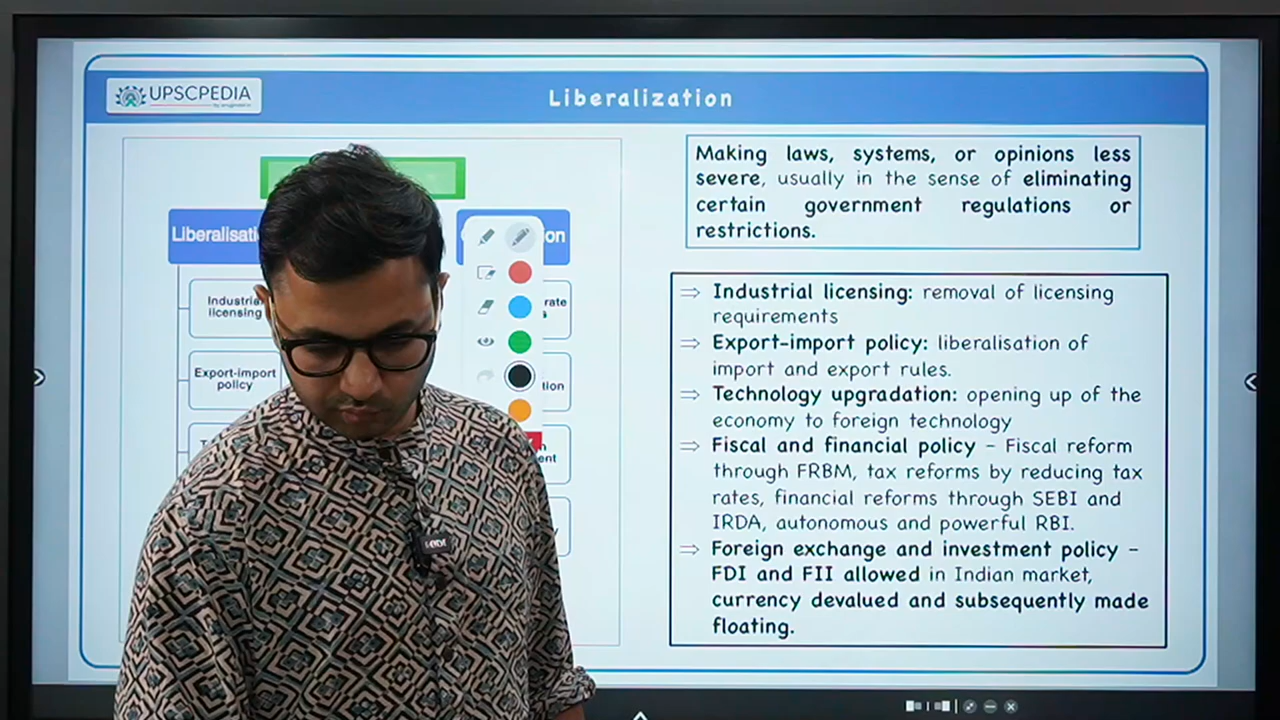 UPSCPEDIA
Liberalization
Making laws, systems, or opinions less
severe, usually in the sense of eliminating
certain government regulations or
restrictions.
Industrial
licensing
Export-import
policy
⇒ Industrial licensing: removal of licensing
requirements
⇒ Export-import policy: liberalisation of
import and export rules.
⇒ Technology upgradation: opening up of the
economy to foreign technology
⇒ Fiscal and financial policy - Fiscal reform
through FRBM, tax reforms by reducing tax
rates, financial reforms through SEBI and
IRDA, autonomous and powerful RBI.
⇒ Foreign exchange and investment policy -
FDI and FII allowed in Indian market,
currency devalued and subsequently made
floating.